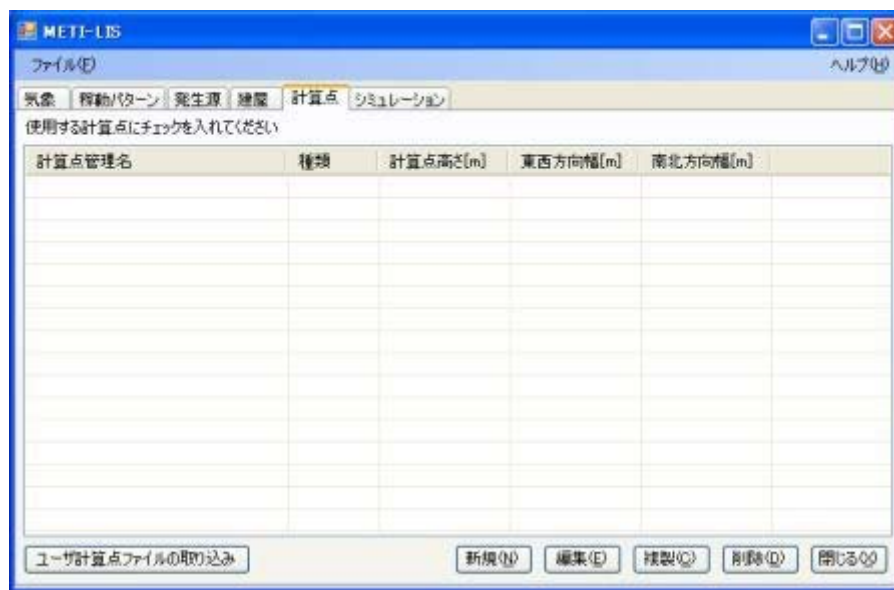 METI-LIS
ファイル(F) ヘルプ(H)
気象 稼動パターン 発生源 建屋 計算点 シミュレーション
使用する計算点にチェックを入れてください
計算点管理名 種類 計算点高さ[m] 東西方向幅[m] 南北方向幅[m]
ユーザ計算点ファイルの取り込み 新規(N) 編集(E) 複製(C) 削除(D) 閉じる(X)